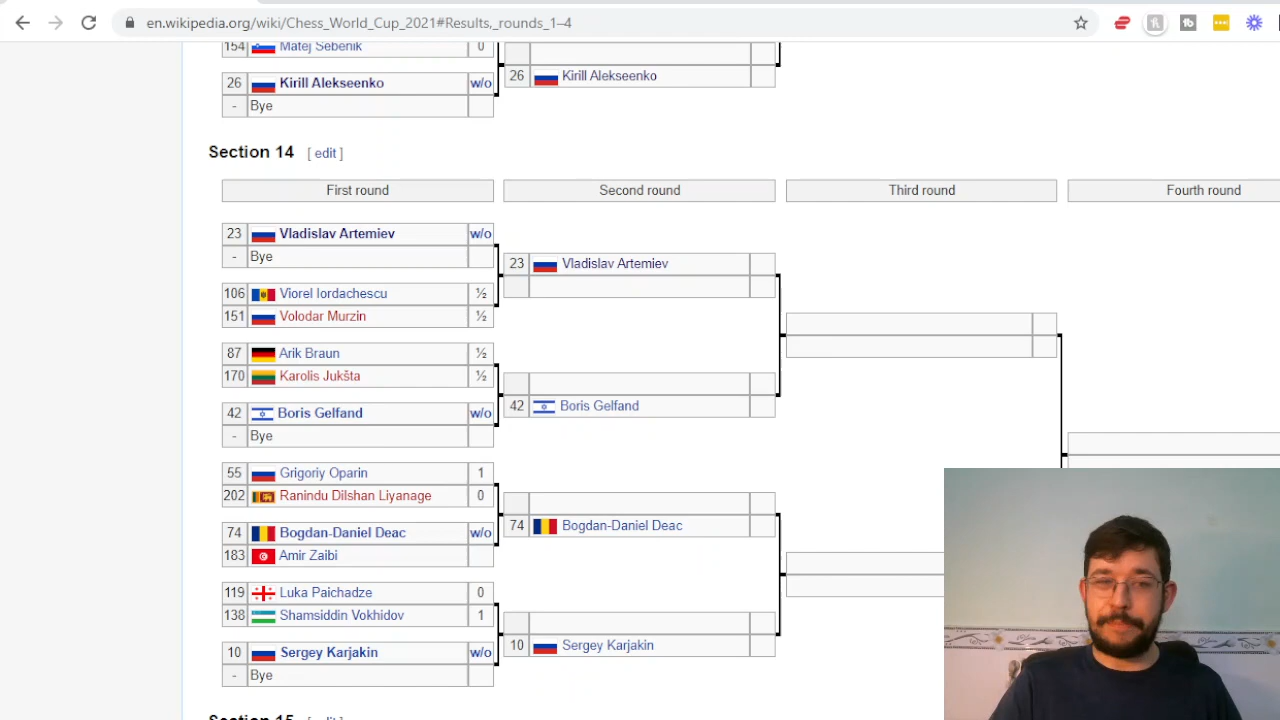 en.wikipedia.org/wiki/Chess_World_Cup_2021#Results,_rounds_1–4
154 Matej Sebenik 0
26 Kirill Alekseenko w/o
- Bye
26 Kirill Alekseenko
Section 14 [ edit ]
First round Second round Third round Fourth round
23 Vladislav Artemiev w/o
- Bye
23 Vladislav Artemiev
106 Viorel Iordachescu ½
151 Volodar Murzin ½
87 Arik Braun ½
170 Karolis Jukšta ½
42 Boris Gelfand w/o
- Bye
42 Boris Gelfand
55 Grigoriy Oparin 1
202 Ranindu Dilshan Liyanage 0
74 Bogdan-Daniel Deac w/o
183 Amir Zaibi
74 Bogdan-Daniel Deac
119 Luka Paichadze 0
138 Shamsiddin Vokhidov 1
10 Sergey Karjakin w/o
- Bye
10 Sergey Karjakin
Section 15 [ edit ]